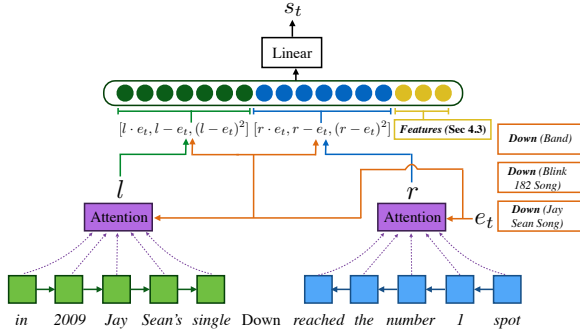 s_t
Linear
[l · e_t, l − e_t, (l − e_t)^2] [r · e_t, r − e_t, (r − e_t)^2] Features (Sec 4.3)
Down (Band)
Down (Blink
182 Song)
l
r
Attention
Attention
e_t
Down (Jay
Sean Song)
in 2009 Jay Sean's single Down reached the number 1 spot